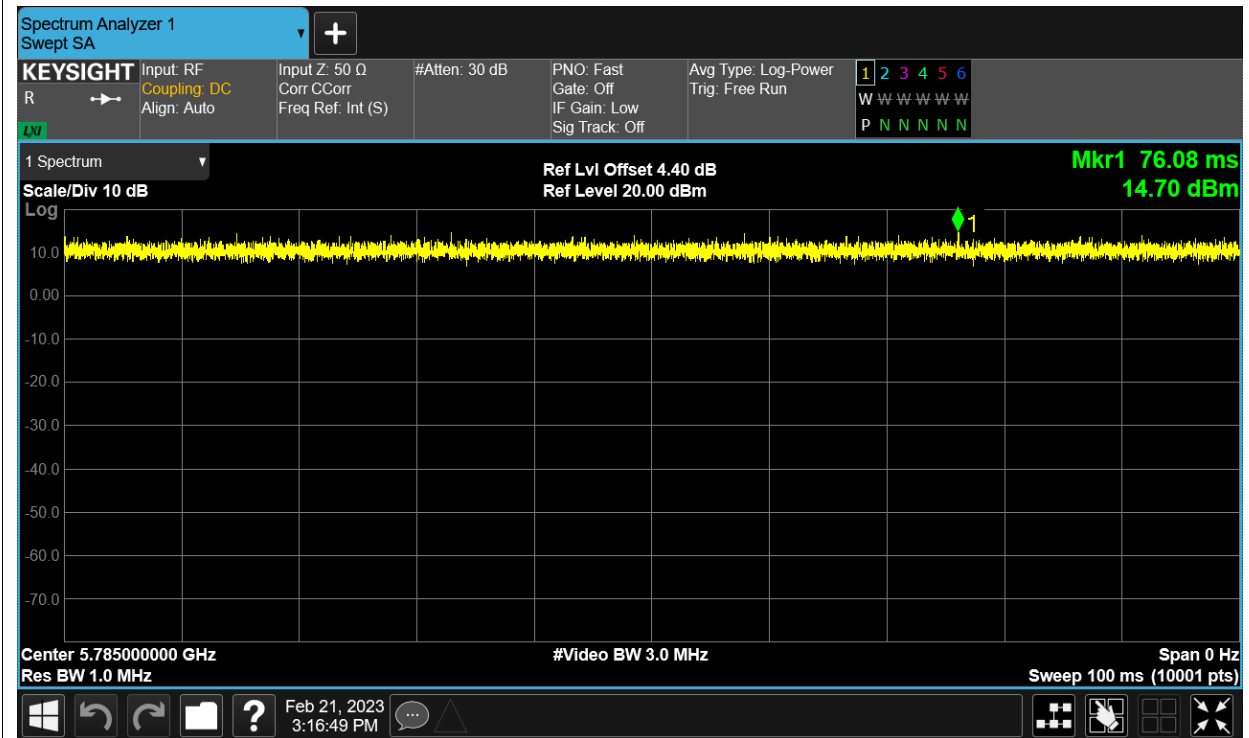 Spectrum Analyzer 1
Swept SA
▼
+
KEYSIGHT
R
LXI
Input: RF
Coupling: DC
Align: Auto
Input Z: 50 Ω
Corr CCorr
Freq Ref: Int (S)
#Atten: 30 dB
PNO: Fast
Gate: Off
IF Gain: Low
Sig Track: Off
Avg Type: Log-Power
Trig: Free Run
1 2 3 4 5 6
W W W W W W
P N N N N N
1 Spectrum ▼
Scale/Div 10 dB
Ref Lvl Offset 4.40 dB
Ref Level 20.00 dBm
Mkr1 76.08 ms
14.70 dBm
Log
1
10.0
0.00
-10.0
-20.0
-30.0
-40.0
-50.0
-60.0
-70.0
Center 5.785000000 GHz
Res BW 1.0 MHz
#Video BW 3.0 MHz
Span 0 Hz
Sweep 100 ms (10001 pts)
?
Feb 21, 2023
3:16:49 PM